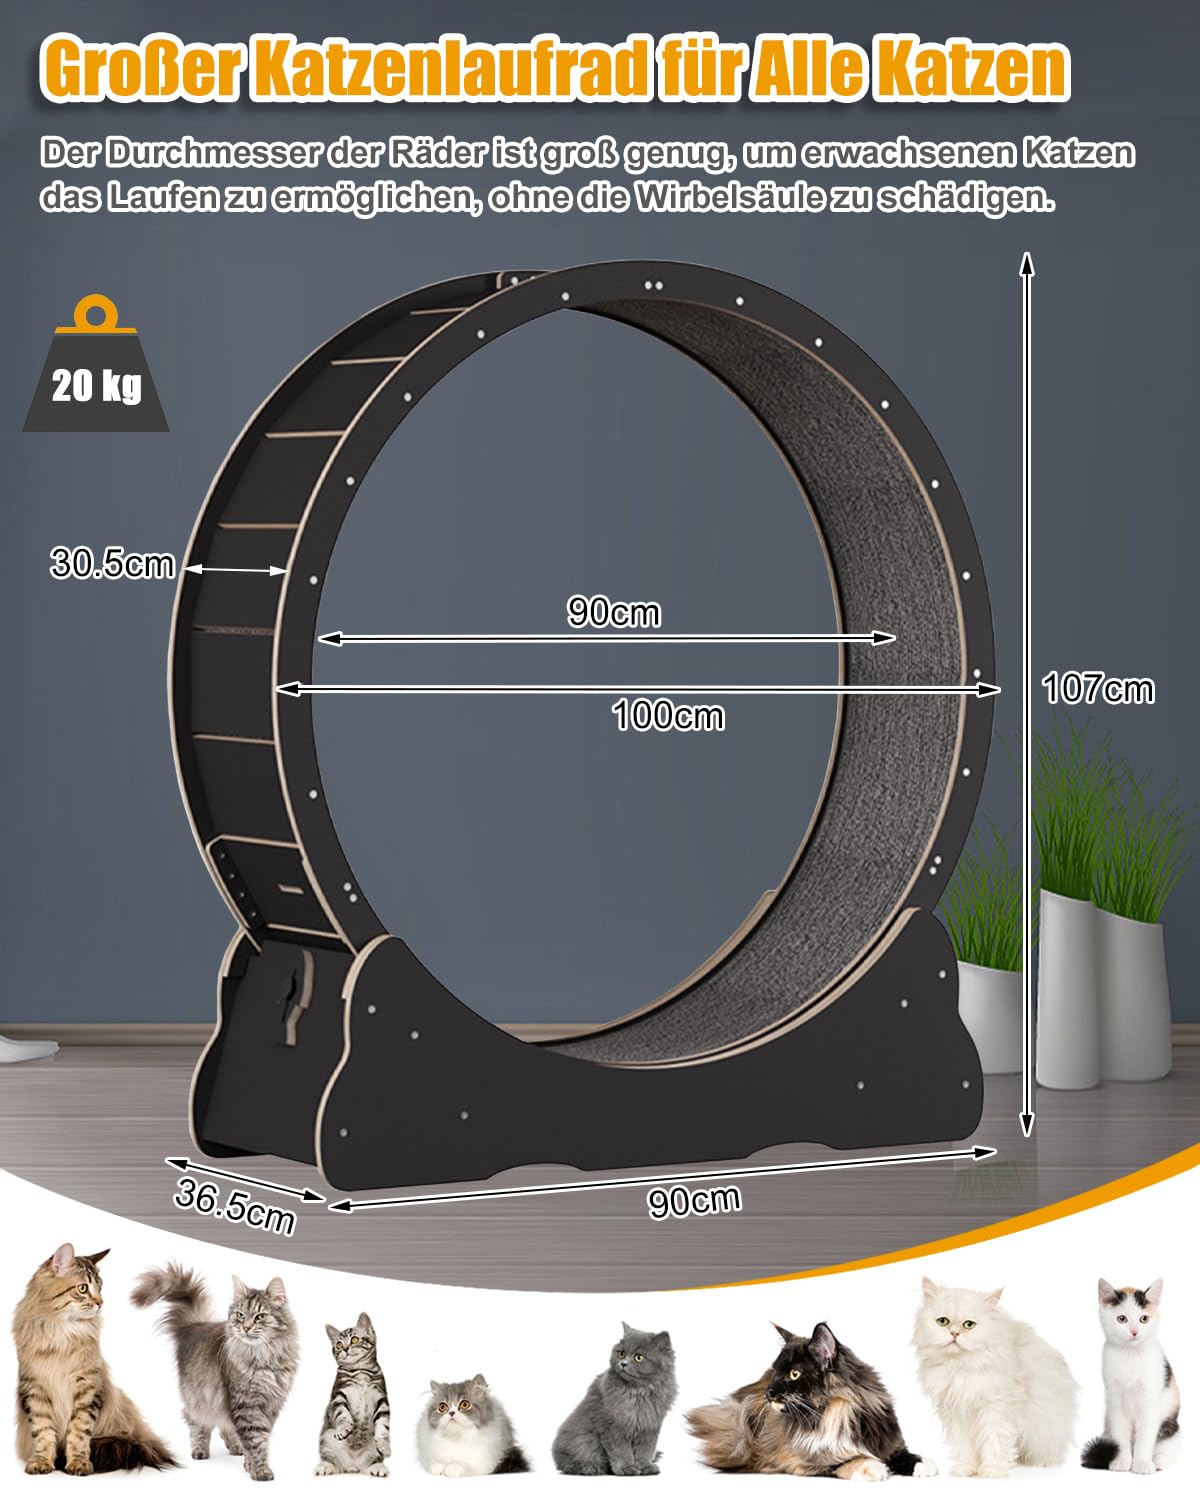 Großer Katzenlaufrad für Alle Katzen
Der Durchmesser der Räder ist groß genug, um erwachsenen Katzen
das Laufen zu ermöglichen, ohne die Wirbelsäule zu schädigen.
20 kg
30.5cm
90cm
100cm
107cm
36.5cm
90cm